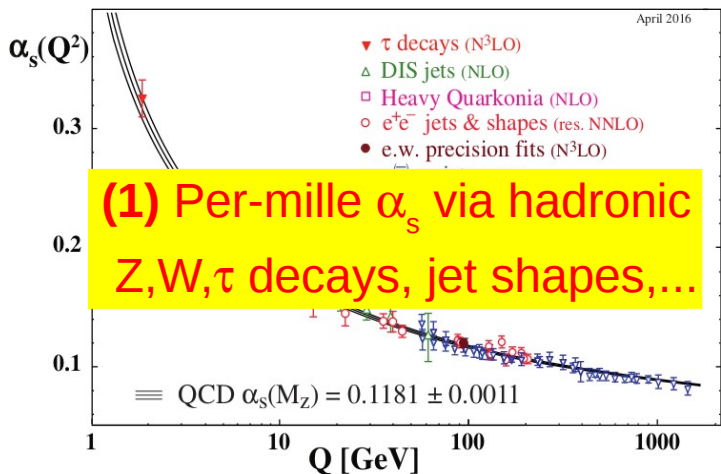 April 2016
αs(Q²)
τ decays (N³LO)
DIS jets (NLO)
Heavy Quarkonia (NLO)
e⁺e⁻ jets & shapes (res. NNLO)
e.w. precision fits (N³LO)
0.3
(1) Per-mille αs via hadronic
Z,W,τ decays, jet shapes,...
0.2
0.1
QCD αs(Mz) = 0.1181 ± 0.0011
1 10 100 1000
Q [GeV]